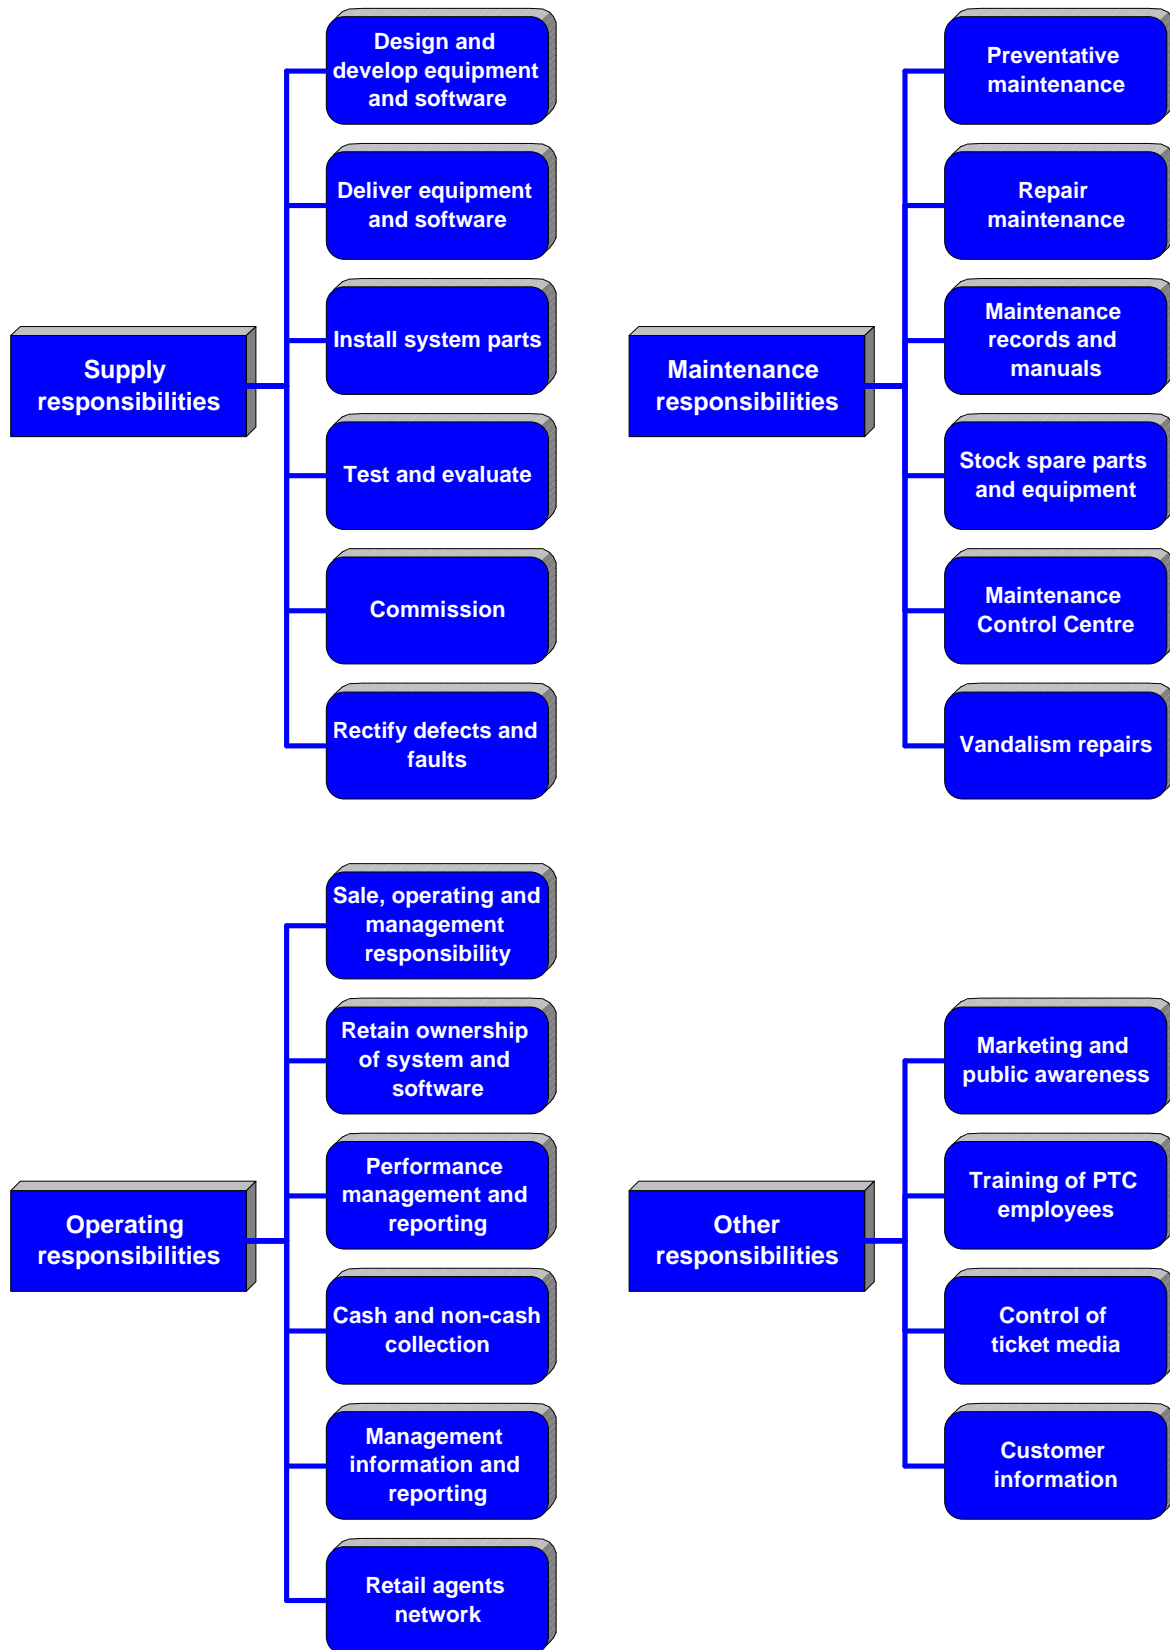 Supply
responsibilities
Design and
develop equipment
and software
Deliver equipment
and software
Install system parts
Test and evaluate
Commission
Rectify defects and
faults
Maintenance
responsibilities
Preventative
maintenance
Repair
maintenance
Maintenance
records and
manuals
Stock spare parts
and equipment
Maintenance
Control Centre
Vandalism repairs
Operating
responsibilities
Sale, operating and
management
responsibility
Retain ownership
of system and
software
Performance
management and
reporting
Cash and non-cash
collection
Management
information and
reporting
Retail agents
network
Other
responsibilities
Marketing and
public awareness
Training of PTC
employees
Control of
ticket media
Customer
information